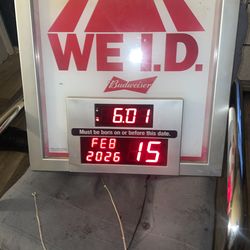 WE I.D.
Budweiser
6:01
Must be born on or before this date.
FEB 15
2026